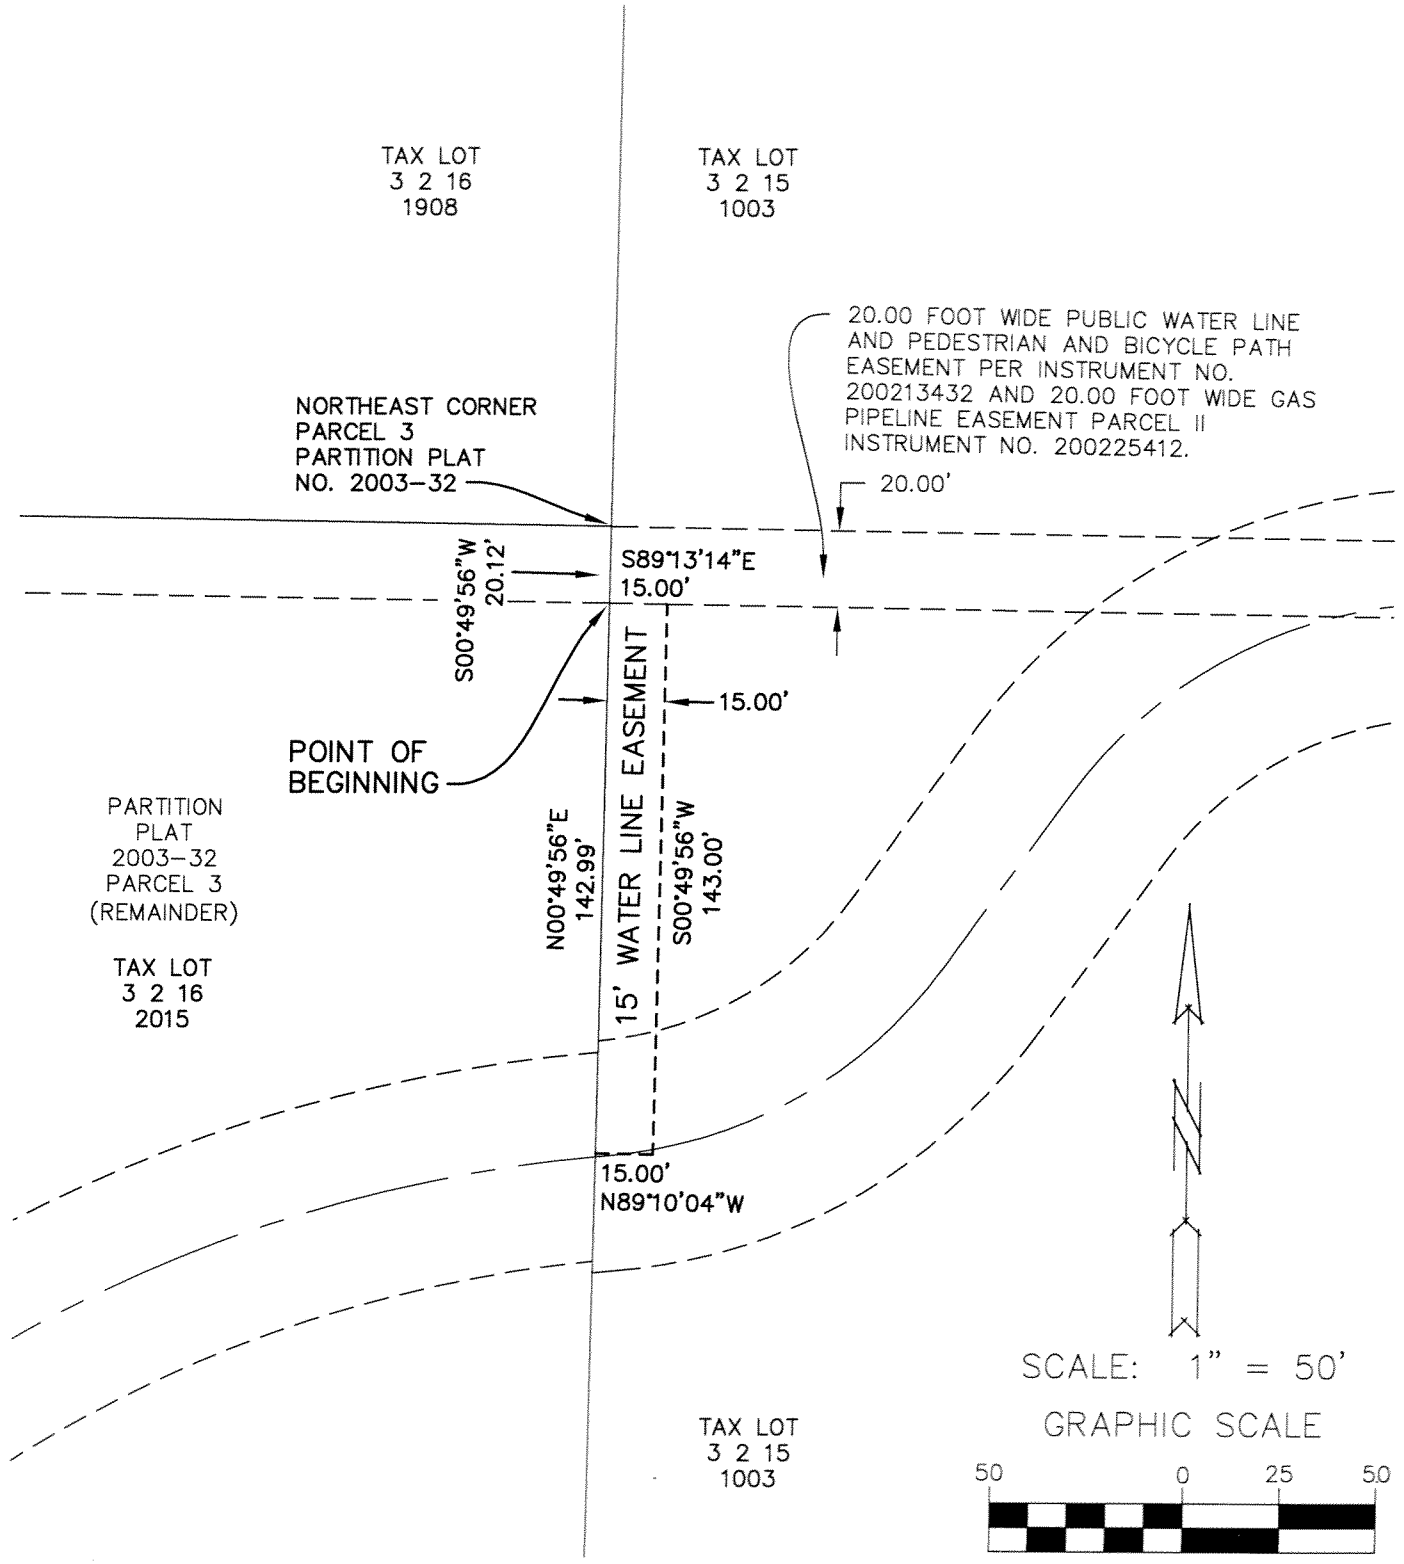 TAX LOT
3 2 16
1908
TAX LOT
3 2 15
1003
20.00 FOOT WIDE PUBLIC WATER LINE
AND PEDESTRIAN AND BICYCLE PATH
EASEMENT PER INSTRUMENT NO.
200213432 AND 20.00 FOOT WIDE GAS
PIPELINE EASEMENT PARCEL II
INSTRUMENT NO. 200225412.
NORTHEAST CORNER
PARCEL 3
PARTITION PLAT
NO. 2003-32
20.00'
S00°49'56"W
20.12'
S89°13'14"E
15.00'
15.00'
POINT OF
BEGINNING
15' WATER LINE EASEMENT
N00°49'56"E
142.99'
S00°49'56"W
143.00'
PARTITION
PLAT
2003-32
PARCEL 3
(REMAINDER)
TAX LOT
3 2 16
2015
15.00'
N89°10'04"W
N
SCALE: 1" = 50'
GRAPHIC SCALE
50 0 25 50
TAX LOT
3 2 15
1003